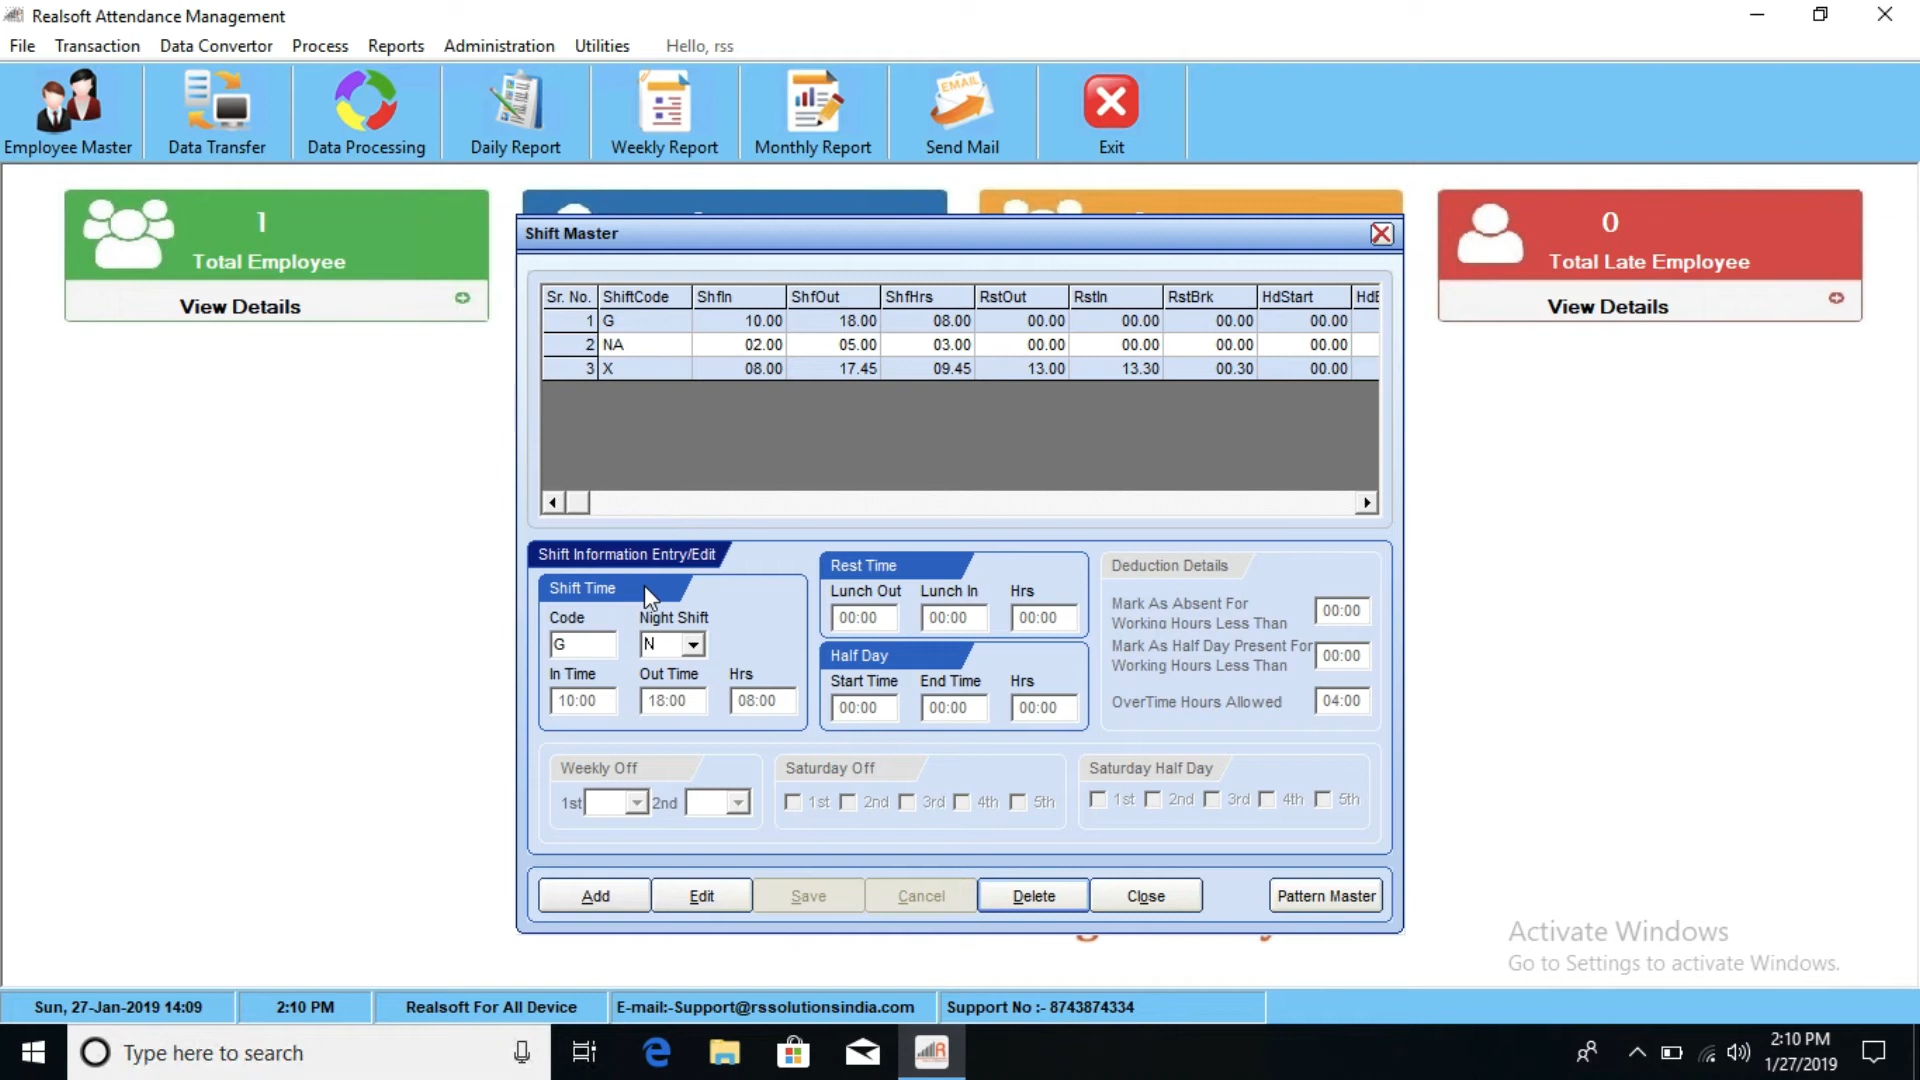 Realsoft Attendance Management
File Transaction Data Convertor Process Reports Administration Utilities Hello, rss
Employee Master Data Transfer Data Processing Daily Report Weekly Report Monthly Report EMAIL Send Mail Exit
1
Total Employee
View Details
0
Total Late Employee
View Details
Shift Master
Sr. No. ShiftCode ShfIn ShfOut ShfHrs RstOut RstIn RstBrk HdStart
1 G 10.00 18.00 08.00 00.00 00.00 00.00 00.00
2 NA 02.00 05.00 03.00 00.00 00.00 00.00 00.00
3 X 08.00 17.45 09.45 13.00 13.30 00.30 00.00
Shift Information Entry/Edit
Shift Time
Code Night Shift
G N
In Time Out Time Hrs
10:00 18:00 08:00
Rest Time
Lunch Out Lunch In Hrs
00:00 00:00 00:00
Half Day
Start Time End Time Hrs
00:00 00:00 00:00
Deduction Details
Mark As Absent For
Working Hours Less Than 00:00
Mark As Half Day Present For
Working Hours Less Than 00:00
OverTime Hours Allowed 04:00
Weekly Off
1st 2nd
Saturday Off
1st 2nd 3rd 4th 5th
Saturday Half Day
1st 2nd 3rd 4th 5th
Add Edit Save Cancel Delete Close Pattern Master
Activate Windows
Go to Settings to activate Windows.
Sun, 27-Jan-2019 14:09 2:10 PM Realsoft For All Device E-mail:-Support@rssolutionsindia.com Support No :- 8743874334
Type here to search
2:10 PM
1/27/2019